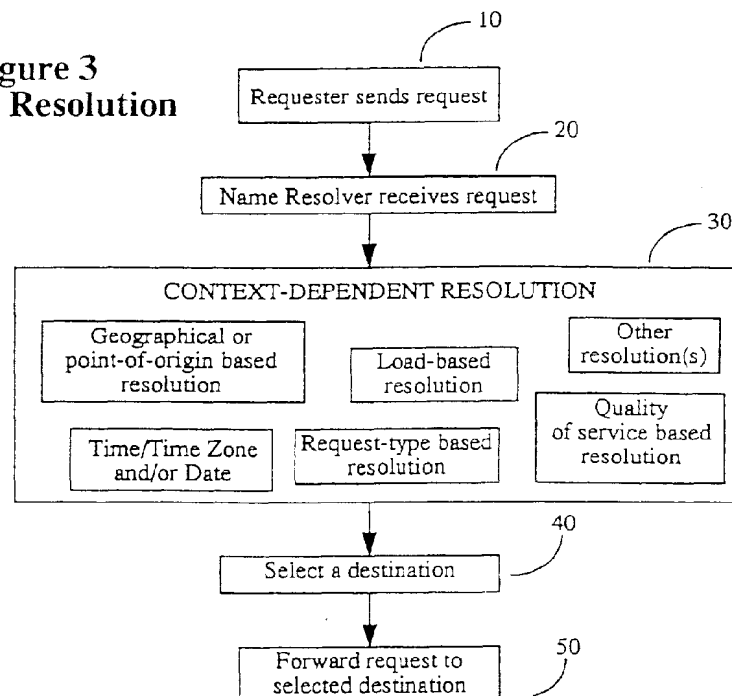 gure 3
Resolution
10
Requester sends request
20
Name Resolver receives request
30
CONTEXT-DEPENDENT RESOLUTION
Geographical or
point-of-origin based
resolution
Load-based
resolution
Other
resolution(s)
Time/Time Zone
and/or Date
Request-type based
resolution
Quality
of service based
resolution
40
Select a destination
50
Forward request to
selected destination